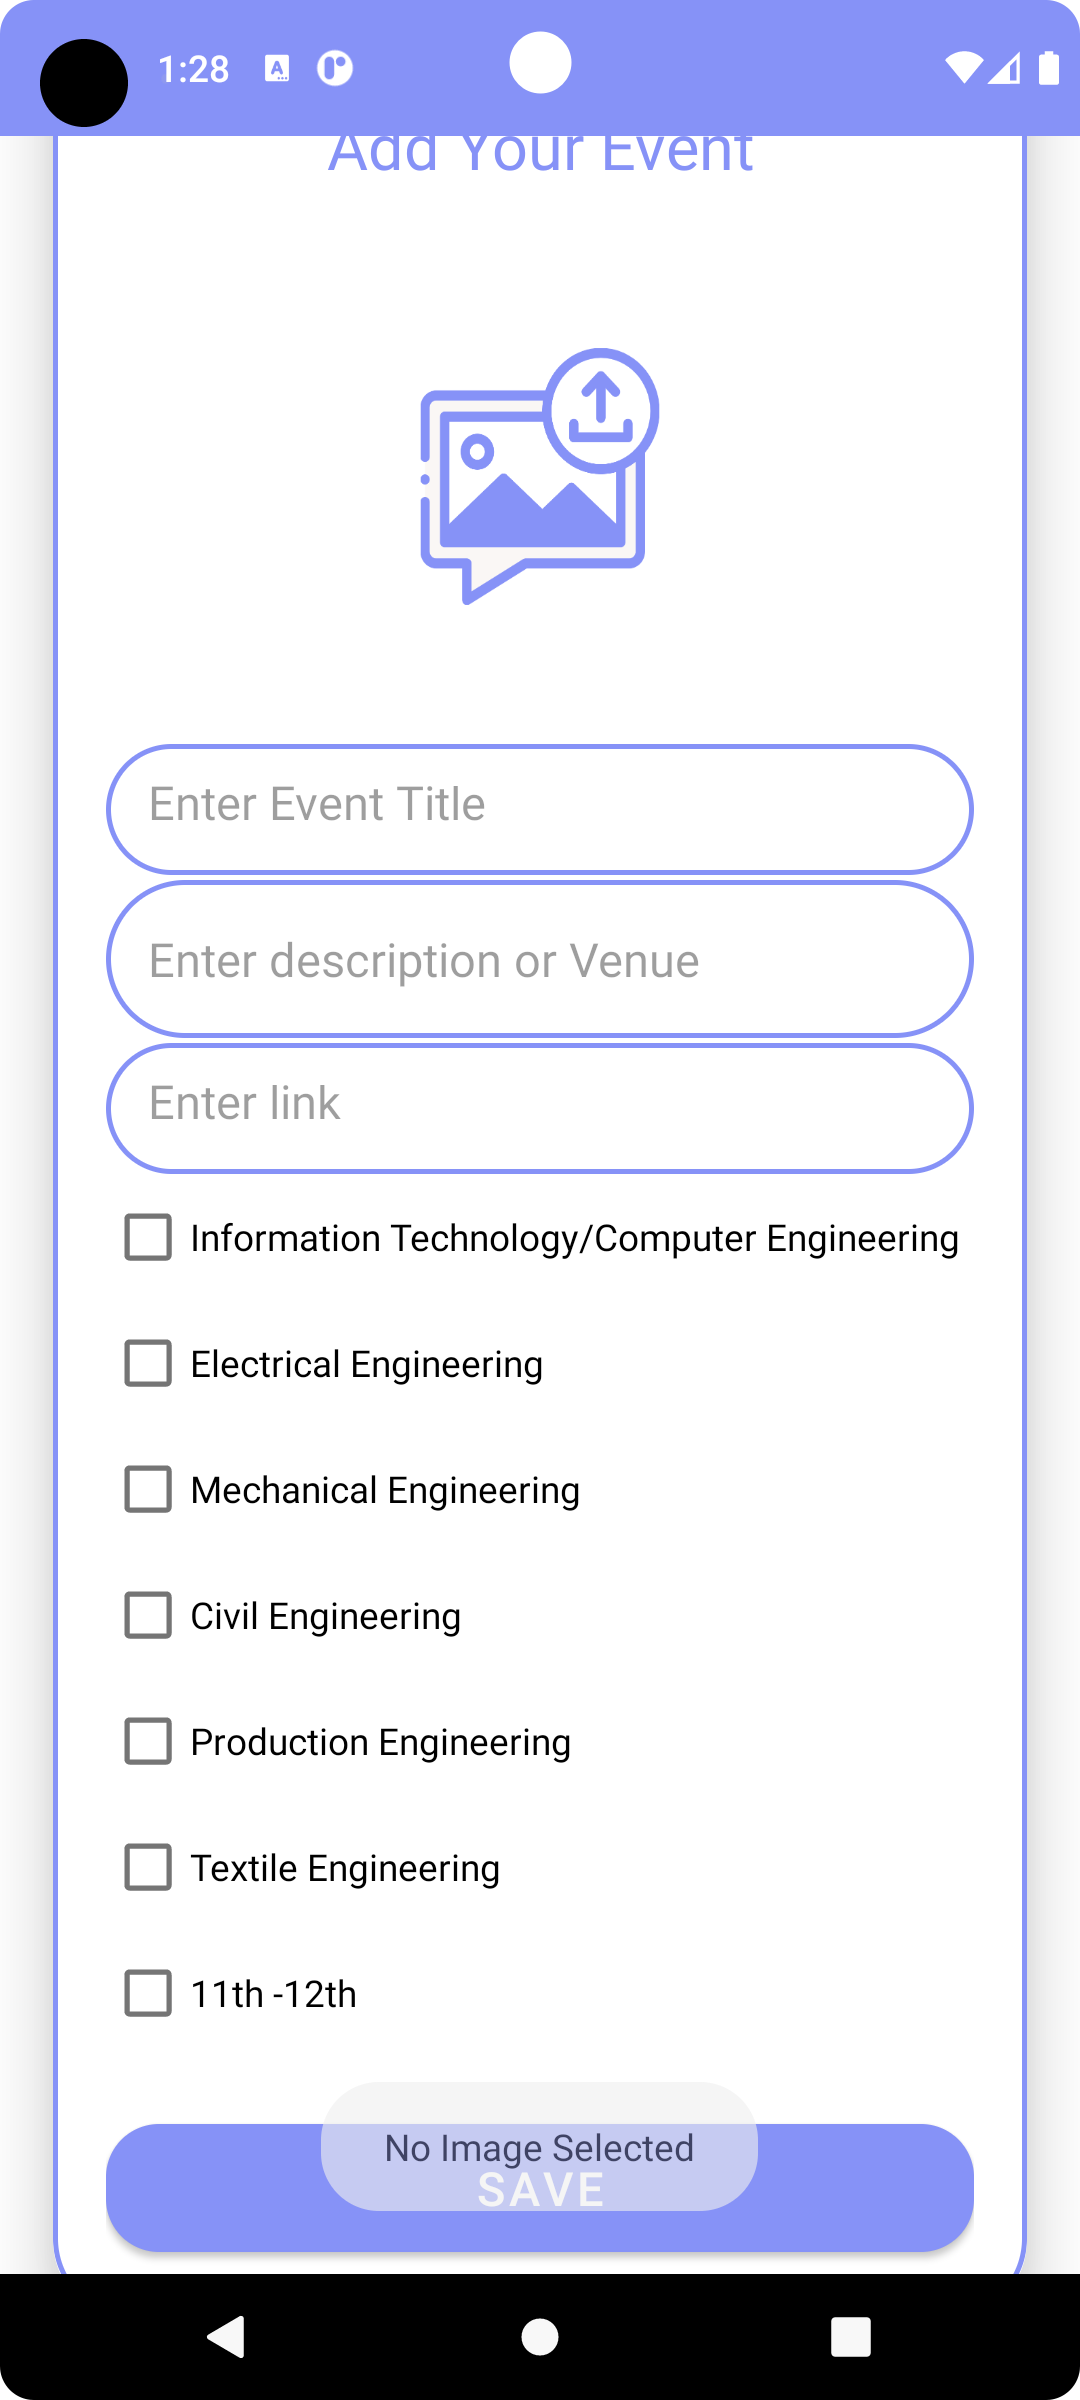 1:28
Add Your Event
Enter Event Title
Enter description or Venue
Enter link
Information Technology/Computer Engineering
Electrical Engineering
Mechanical Engineering
Civil Engineering
Production Engineering
Textile Engineering
11th -12th
No Image Selected
SAVE